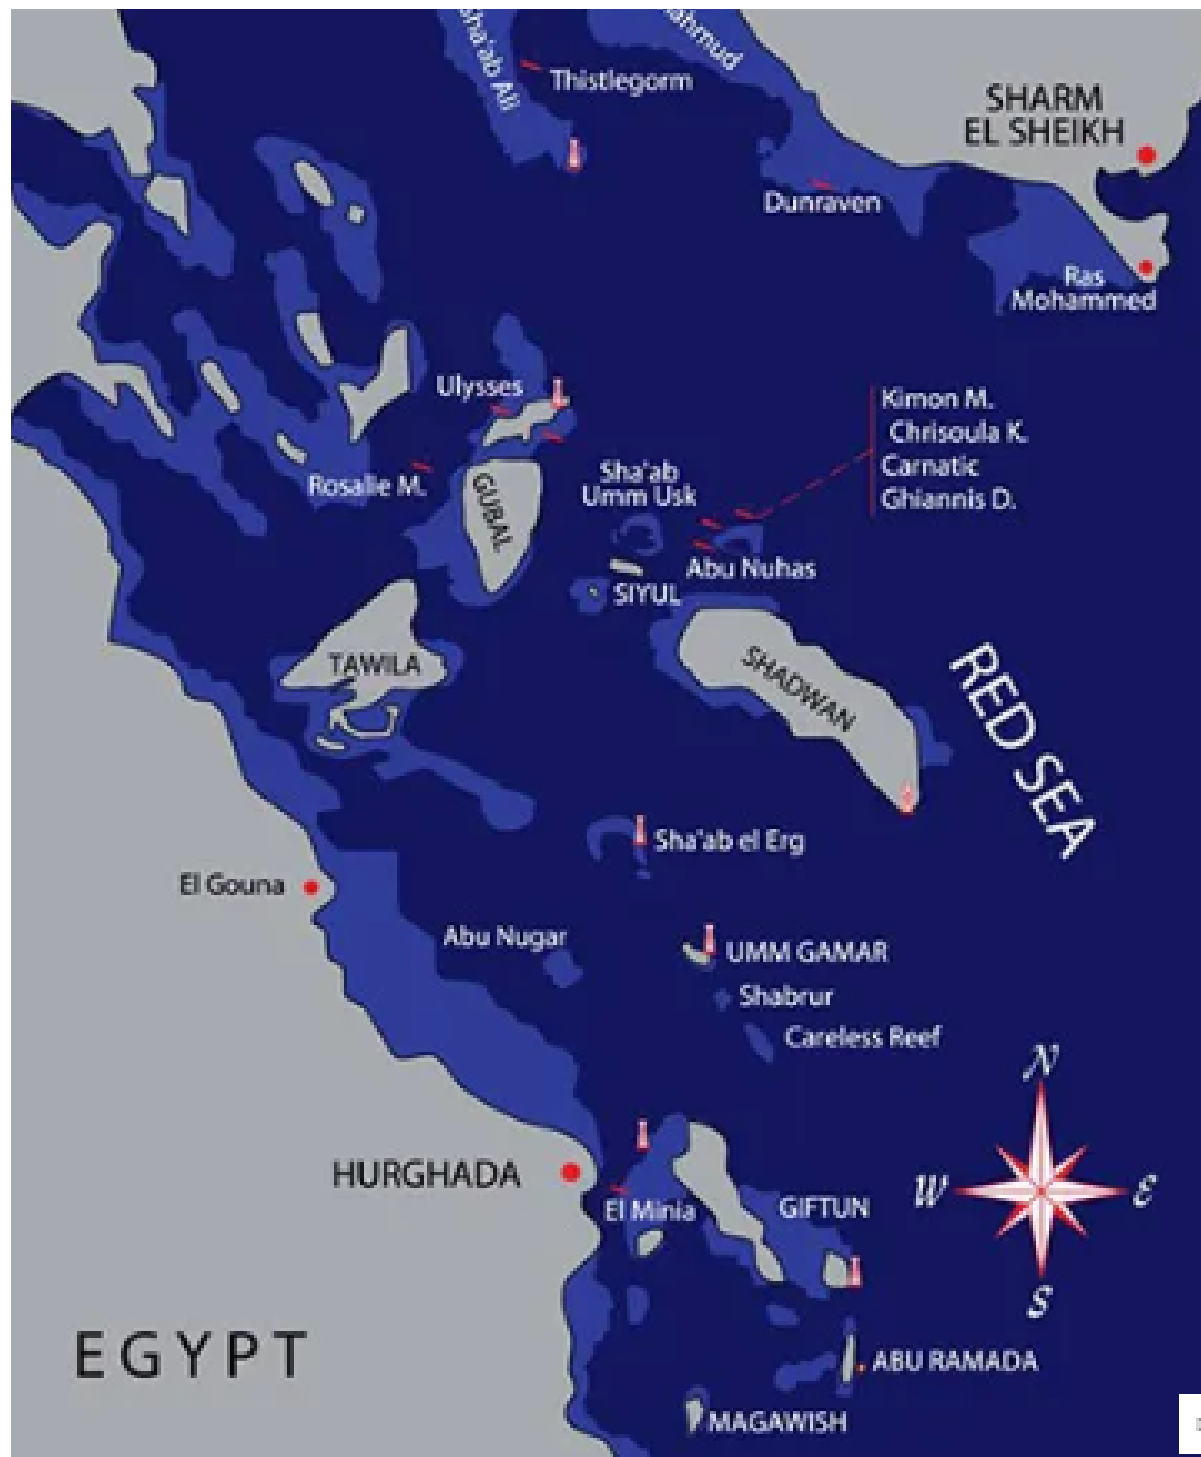 Sha'ab Ali
ahmud
Thistlegorm
SHARM
EL SHEIKH
Dunraven
Ras
Mohammed
Ulysses
Kimon M.
Chrisoula K.
Carnatic
Ghiannis D.
Rosalie M.
GUBAL
Sha'ab
Umm Usk
Abu Nuhas
SIYUL
TAWILA
SHADWAN
RED SEA
Sha'ab el Erg
El Gouna
Abu Nugar
UMM GAMAR
Shabrur
Careless Reef
N
W
E
S
HURGHADA
El Minia
GIFTUN
EGYPT
ABU RAMADA
MAGAWISH